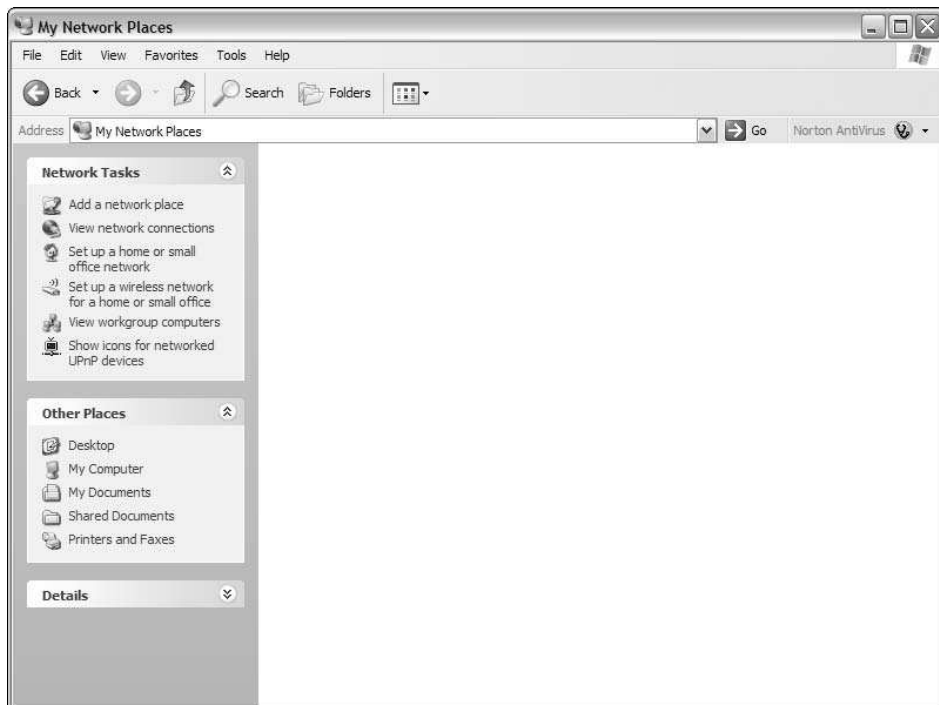 My Network Places
File Edit View Favorites Tools Help
Back Search Folders
Address My Network Places Go Norton AntiVirus
Network Tasks
Add a network place
View network connections
Set up a home or small
office network
Set up a wireless network
for a home or small office
View workgroup computers
Show icons for networked
UPnP devices
Other Places
Desktop
My Computer
My Documents
Shared Documents
Printers and Faxes
Details